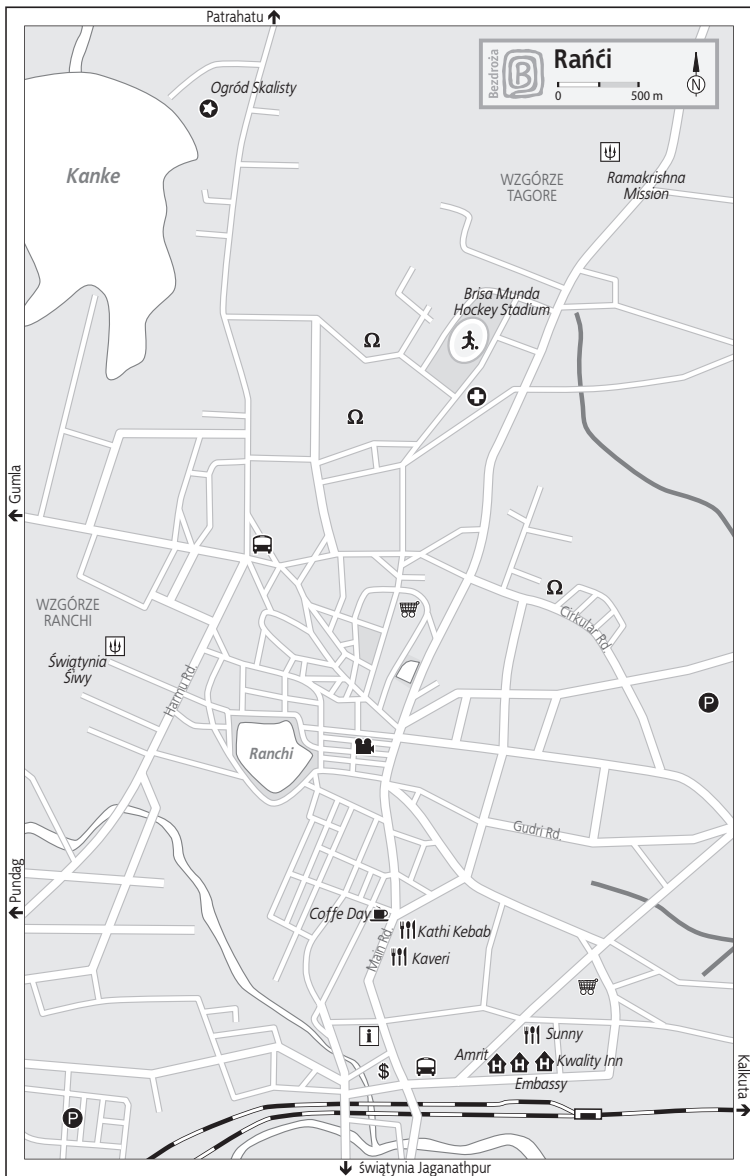 Patrahatu
Bezdroża
B
Rańći
0
500 m
N
Ogród Skalisty
Kanke
WZGÓRZE
TAGORE
Ramakrishna
Mission
Brisa Munda
Hockey Stadium
Ω
Ω
Gumla
WZGÓRZE
RANCHI
Ω
Cirkular Rd.
Świątynia
Śiwy
Harmu Rd.
P
Ranchi
Gudri Rd.
Pundag
Coffe Day
Kathi Kebab
Main Rd.
Kaveri
i
Sunny
$
Amrit
H
H
H
Kwality Inn
Embassy
Kalkuta
P
świątynia Jaganathpur